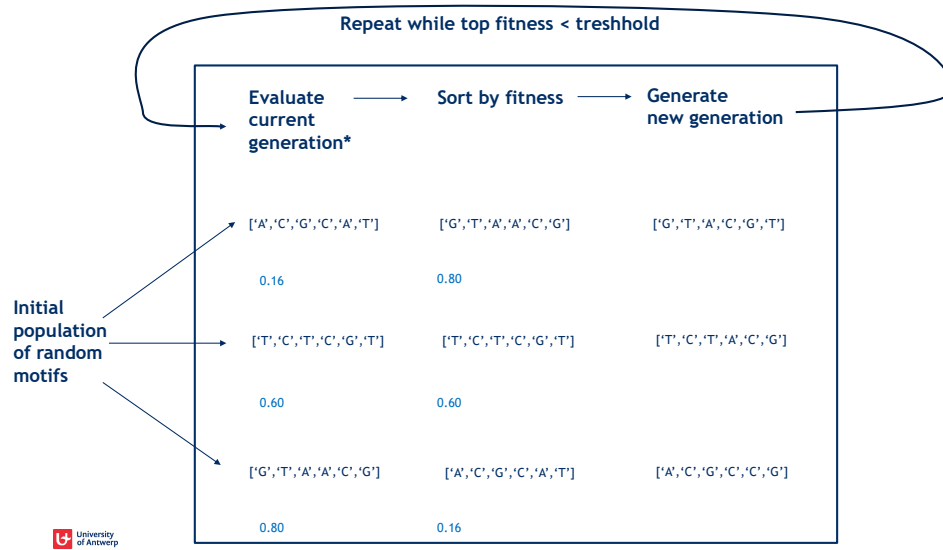 Repeat while top fitness < treshhold
Evaluate
current
generation*
Sort by fitness
Generate
new generation
[‘A’,‘C’,‘G’,‘C’,‘A’,‘T’]
[‘G’,‘T’,‘A’,‘A’,‘C’,‘G’]
[‘G’,‘T’,‘A’,‘C’,‘G’,‘T’]
0.16
0.80
Initial
population
of random
motifs
[‘T’,‘C’,‘T’,‘C’,‘G’,‘T’]
[‘T’,‘C’,‘T’,‘C’,‘G’,‘T’]
[‘T’,‘C’,‘T’,‘A’,‘C’,‘G’]
0.60
0.60
[‘G’,‘T’,‘A’,‘A’,‘C’,‘G’]
[‘A’,‘C’,‘G’,‘C’,‘A’,‘T’]
[‘A’,‘C’,‘G’,‘C’,‘C’,‘G’]
0.80
0.16
University
of Antwerp